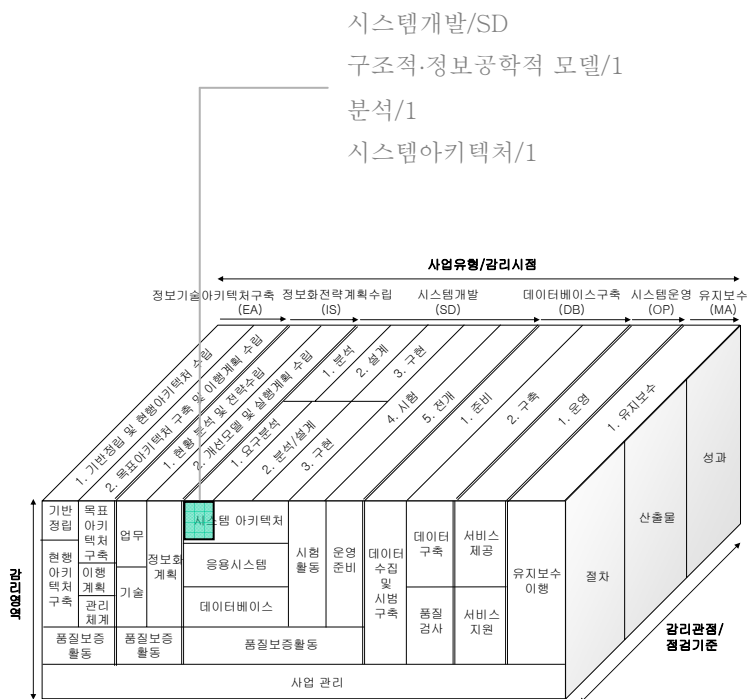 시스템개발/SD
구조적·정보공학적 모델/1
분석/1
시스템아키텍처/1
사업유형/감리시점
정보기술아키텍처구축
(EA)
정보화전략계획수립
(IS)
시스템개발
(SD)
데이터베이스구축
(DB)
시스템운영
(OP)
유지보수
(MA)
1. 기반정립 및 현행아키텍처 수립
2. 목표아키텍처 구축 및 이행계획 수립
1. 현황 분석 및 전략수립
2. 개선모델 및 실행계획 수립
1. 분석
2. 설계
3. 구현
1. 요구분석
2. 분석/설계
3. 구현
4. 시험
5. 전개
1. 준비
2. 구축
1. 운영
1. 유지보수
감리영역
기반
정립
현행
아키
텍처
구축
목표
아키
텍처
구축
이행
계획
관리
체계
품질보증
활동
업무
기술
정보화
계획
품질보증
활동
시스템 아키텍처
응용시스템
데이터베이스
시험
활동
운영
준비
품질보증활동
데이터
수집
및
시범
구축
데이터
구축
품질
검사
서비스
제공
서비스
지원
유지보수
이행
사업 관리
절차
산출물
성과
감리관점/
점검기준